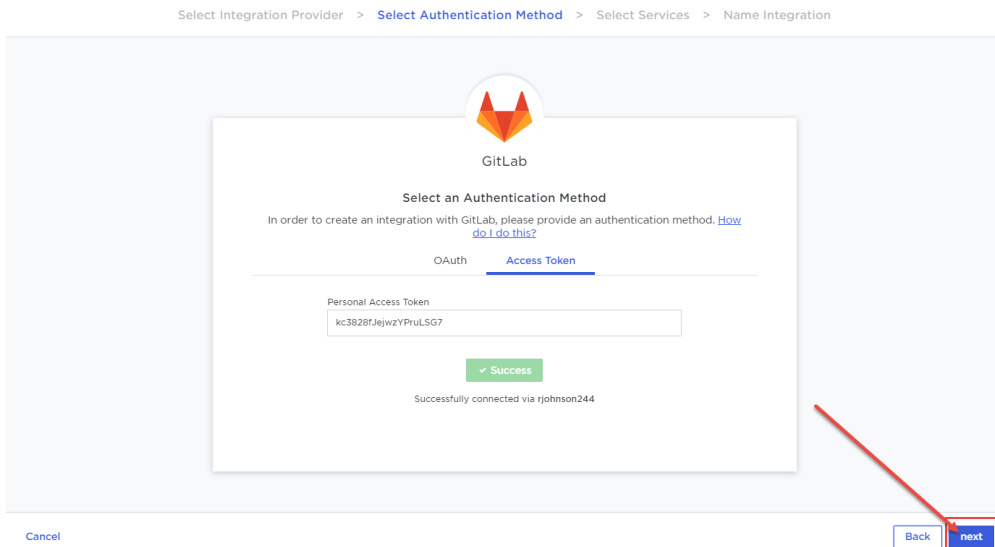 Select Integration Provider > Select Authentication Method > Select Services > Name Integration
GitLab
Select an Authentication Method
In order to create an integration with GitLab, please provide an authentication method. How
do I do this?
OAuth Access Token
Personal Access Token
kc3828fJejwzYPruLSG7
✓ Success
Successfully connected via rjohnson244
Cancel Back next